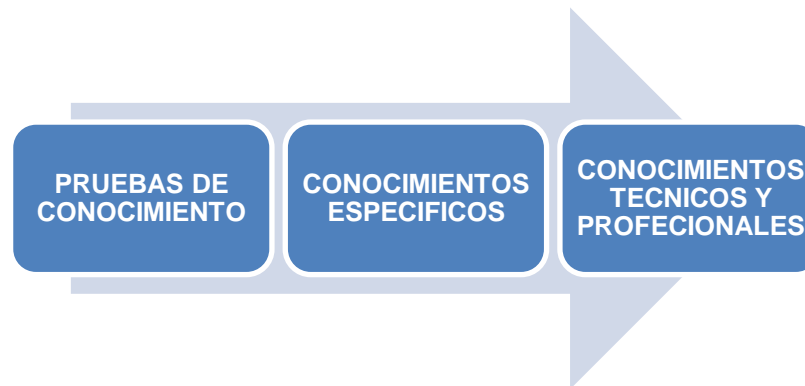 PRUEBAS DE
CONOCIMIENTO
CONOCIMIENTOS
ESPECIFICOS
CONOCIMIENTOS
TECNICOS Y
PROFECIONALES